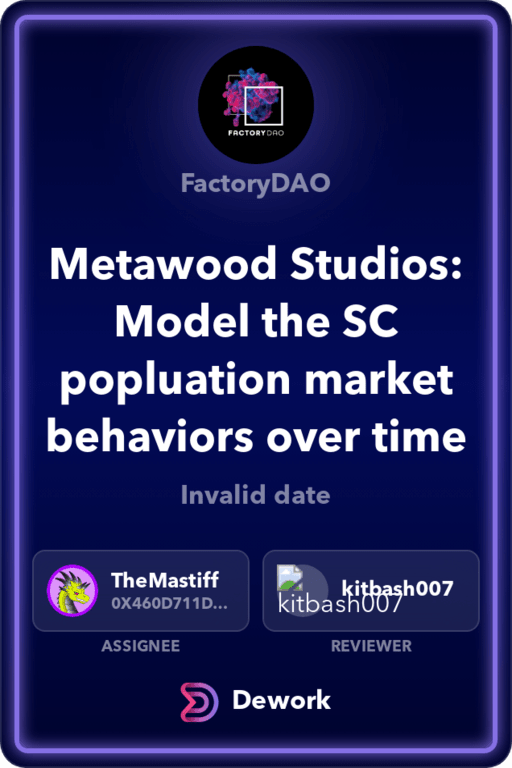 FACTORYDAO
FactoryDAO
Metawood Studios:
Model the SC
popluation market
behaviors over time
Invalid date
TheMastiff
0X460D711D...
kitbash007
kitbash007
ASSIGNEE
REVIEWER
Dework